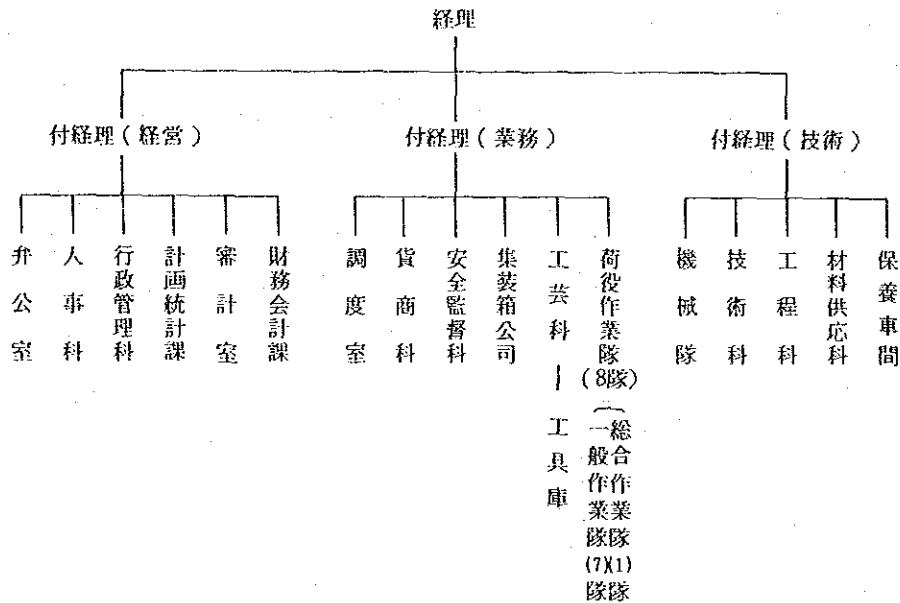 経理
付経理(経営)
付経理(業務)
付経理(技術)
弁公室
人事科
行政管理科
計画統計課
審計室
財務会計課
調度室
貨商科
安全監督科
集装箱公司
工芸科
工具庫
荷役作業隊
(8隊)
総合作業隊(1)隊
一般作業隊(7)隊
機械隊
技術科
工程科
材料供応科
保養車間